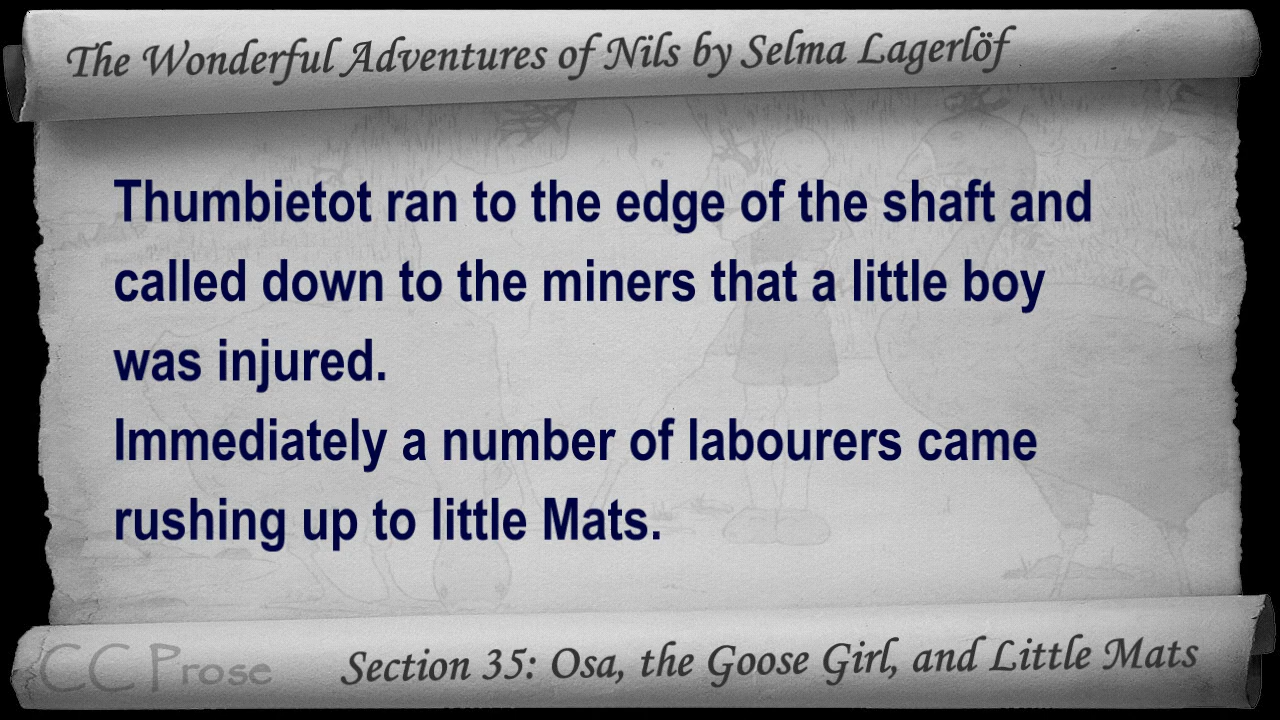 The Wonderful Adventures of Nils by Selma Lagerlöf
Thumbietot ran to the edge of the shaft and
called down to the miners that a little boy
was injured.
Immediately a number of labourers came
rushing up to little Mats.
CC Prose
Section 35: Osa, the Goose Girl, and Little Mats